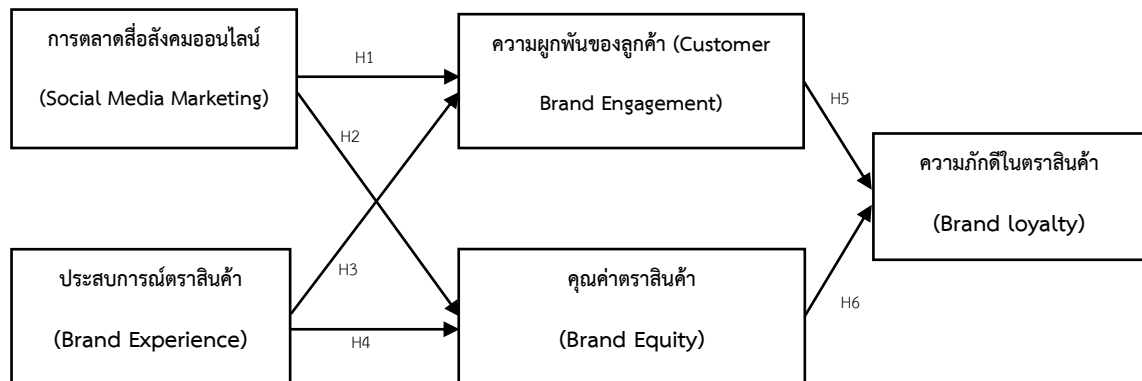 การตลาดสื่อสังคมออนไลน์
(Social Media Marketing)
H1
ความผูกพันของลูกค้า (Customer
Brand Engagement)
H2
H5
ความภักดีในตราสินค้า
(Brand loyalty)
ประสบการณ์ตราสินค้า
(Brand Experience)
H3
H4
คุณค่าตราสินค้า
(Brand Equity)
H6